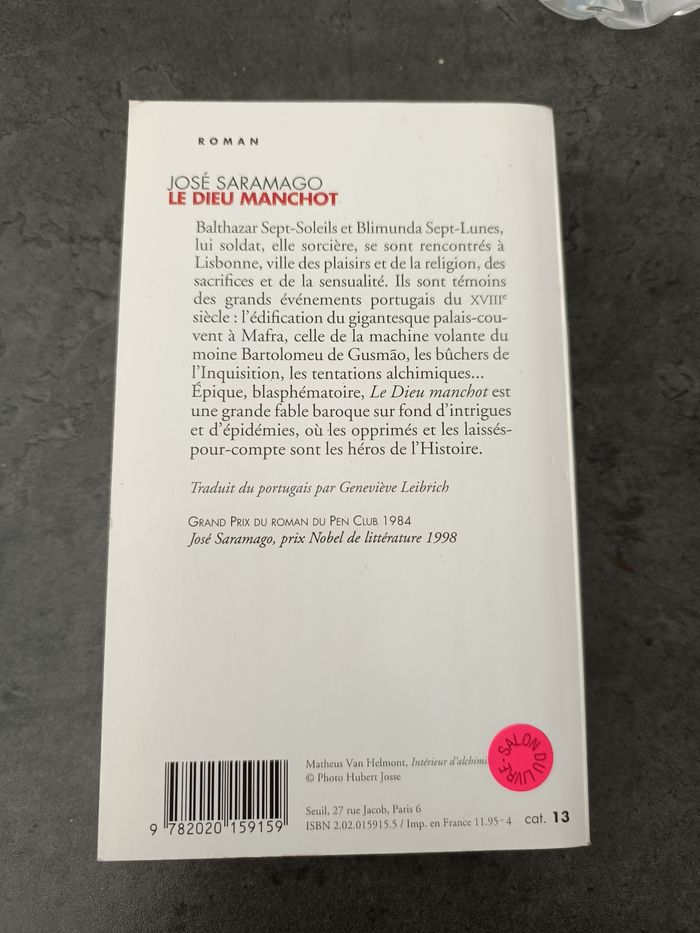 ROMAN
JOSÉ SARAMAGO
LE DIEU MANCHOT
Balthazar Sept-Soleils et Blimunda Sept-Lunes,
lui soldat, elle sorcière, se sont rencontrés à
Lisbonne, ville des plaisirs et de la religion, des
sacrifices et de la sensualité. Ils sont témoins
des grands événements portugais du XVIIIe
siècle : l'édification du gigantesque palais-cou-
vent à Mafra, celle de la machine volante du
moine Bartolomeu de Gusmão, les bûchers de
l'Inquisition, les tentations alchimiques...
Épique, blasphématoire, Le Dieu manchot est
une grande fable baroque sur fond d'intrigues
et d'épidémies, où les opprimés et les laissés-
pour-compte sont les héros de l'Histoire.
Traduit du portugais par Geneviève Leibrich
GRAND PRIX DU ROMAN DU PEN CLUB 1984
José Saramago, prix Nobel de littérature 1998
SALON DU LIVRE-
Matheus Van Helmont, Intérieur d'alchimi
© Photo Hubert Josse
Seuil, 27 rue Jacob, Paris 6
ISBN 2.02.015915.5 / Imp. en France 11.95-4 cat. 13
9 782020 159159